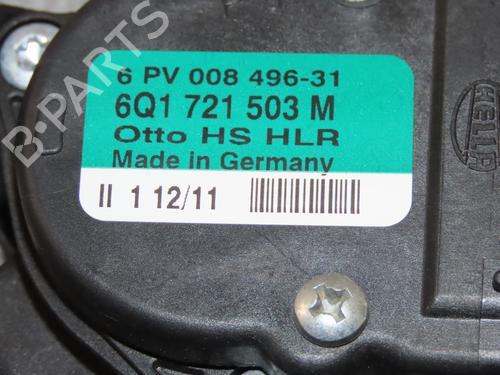 B-PARTS
6 PV 008 496-31
6Q1 721 503 M
Otto HS HLR
Made in Germany
II 1 12/11
HELLA